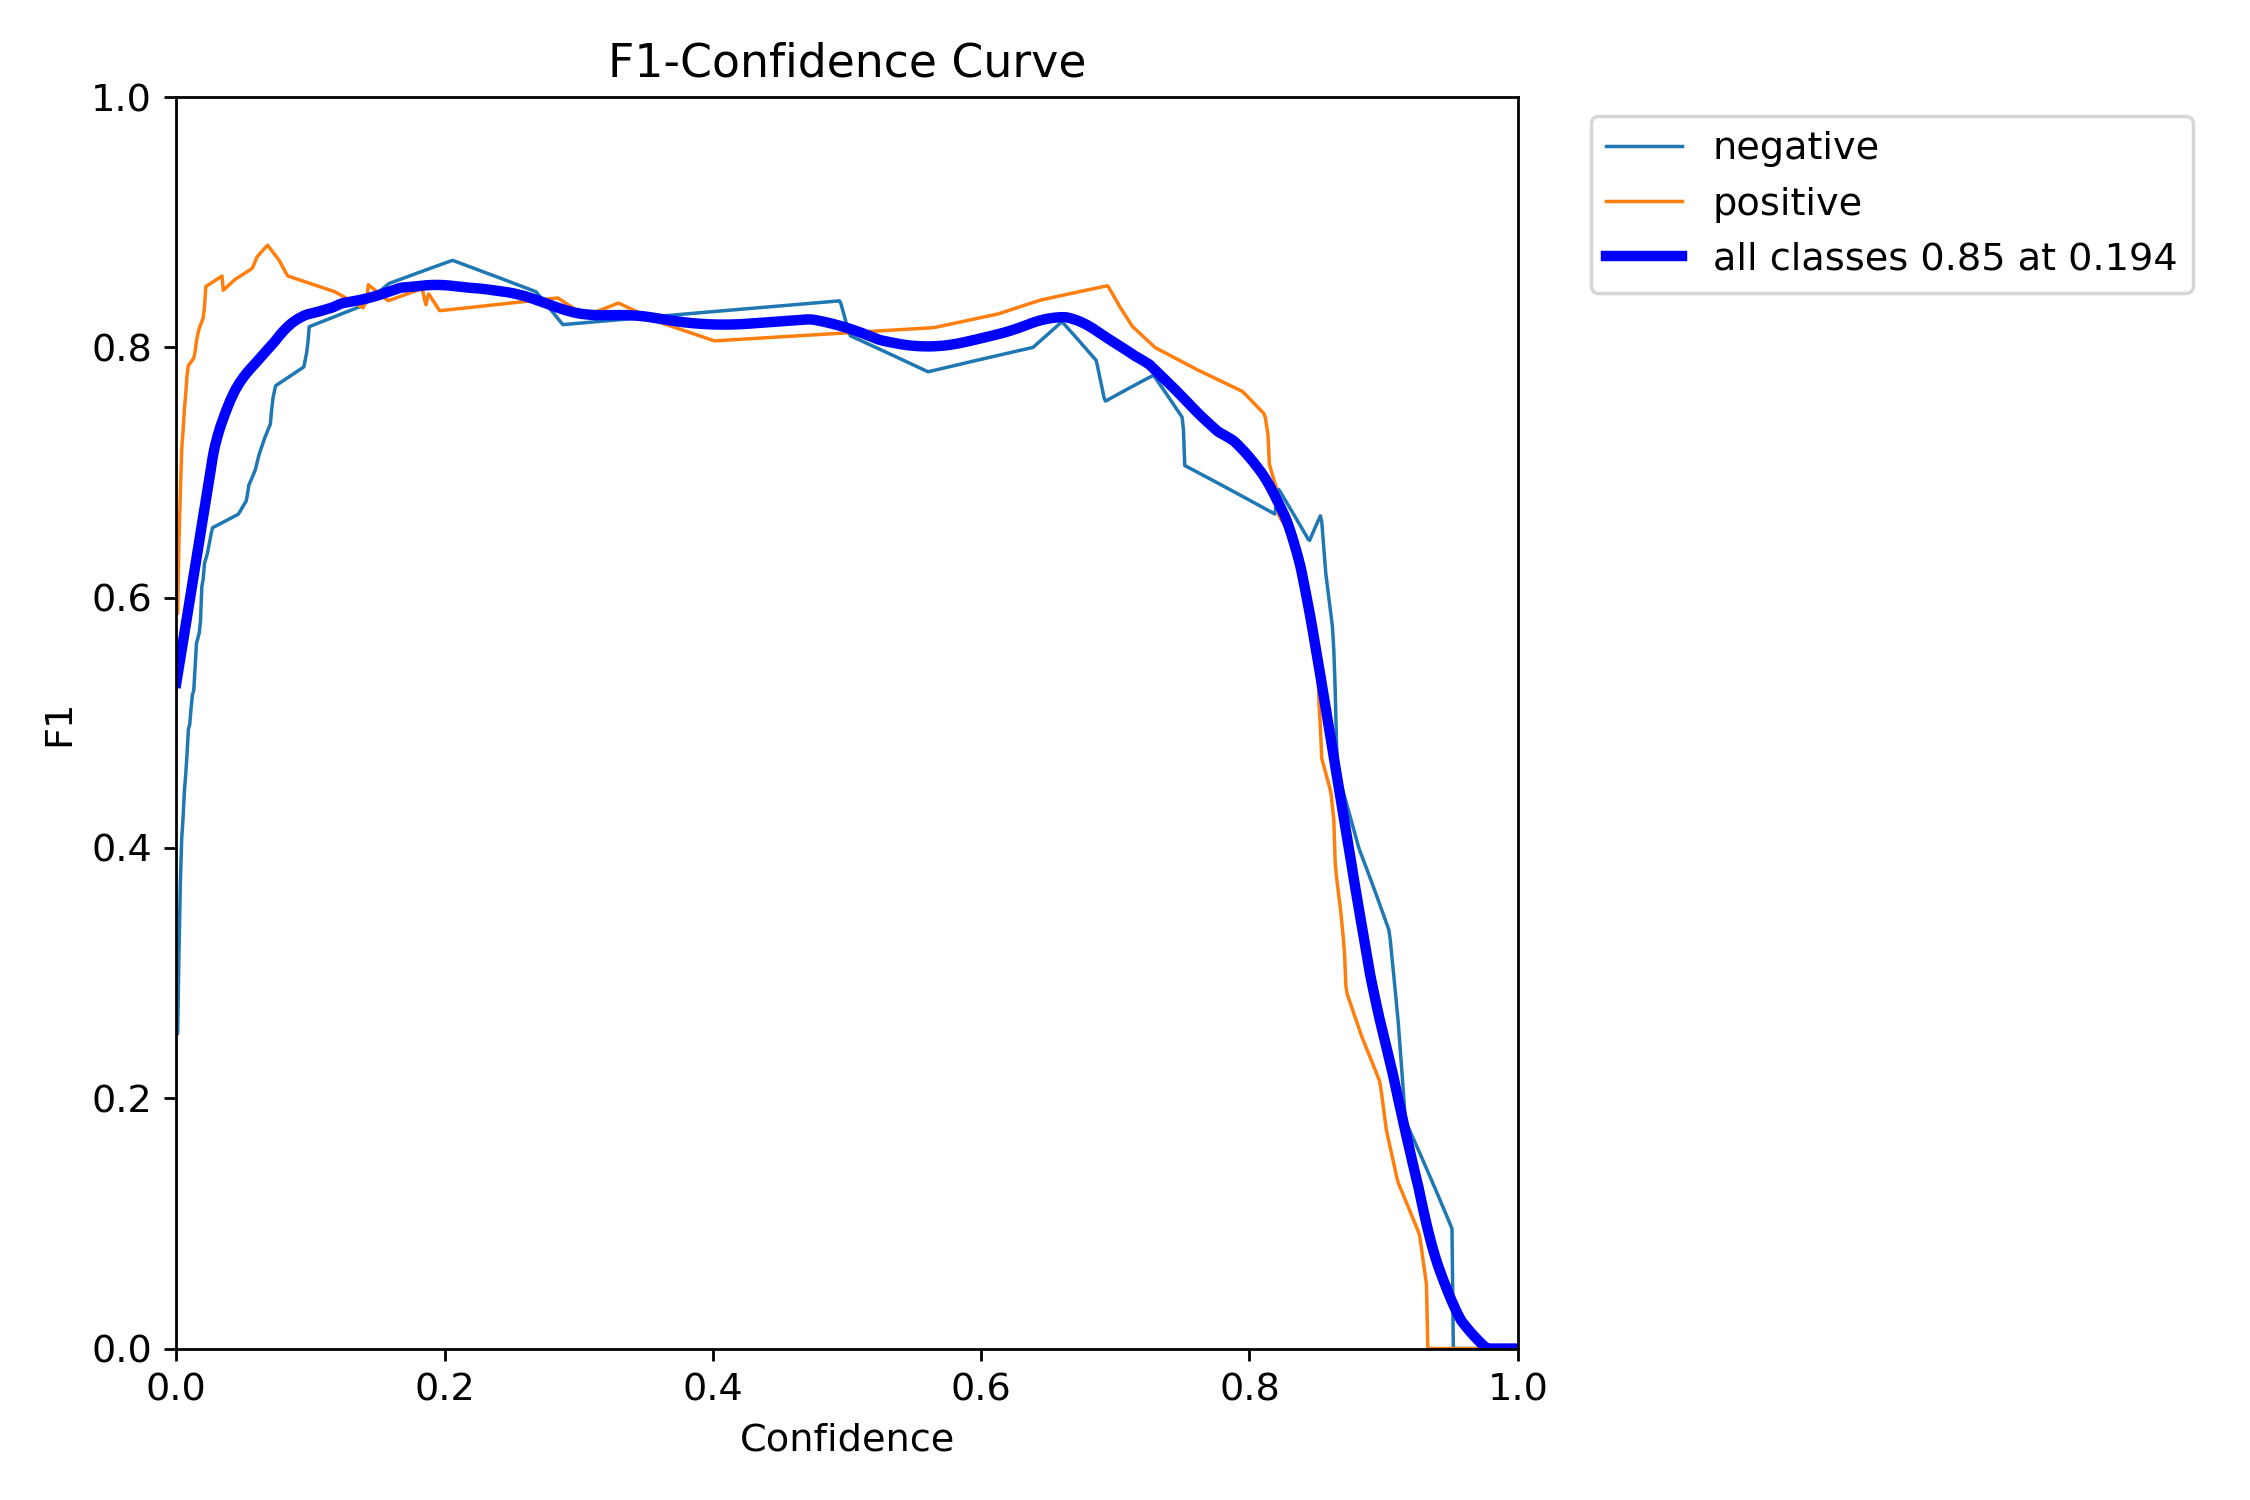 F1-Confidence Curve
1.0
0.8
0.6
0.4
0.2
0.0
F1
0.0 0.2 0.4 0.6 0.8 1.0
Confidence
negative
positive
all classes 0.85 at 0.194